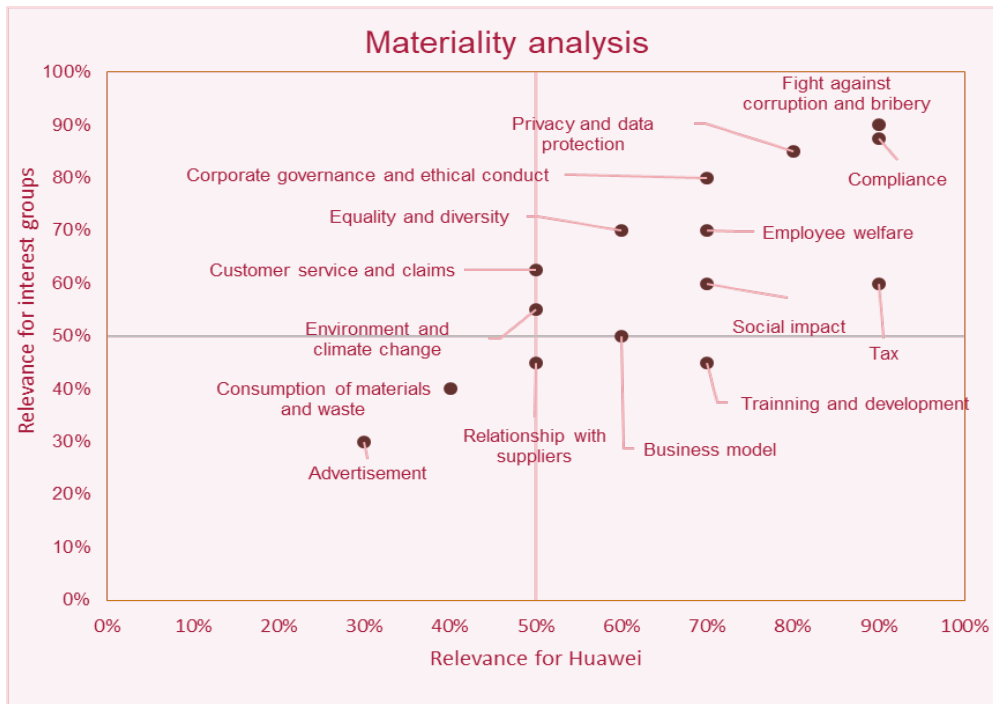 Materiality analysis
100%
90%
80%
70%
60%
50%
40%
30%
20%
10%
0%
Relevance for interest groups
Fight against
corruption and bribery
Privacy and data
protection
Compliance
Corporate governance and ethical conduct
Equality and diversity
Employee welfare
Customer service and claims
Environment and
climate change
Social impact
Tax
Consumption of materials
and waste
Trainning and development
Relationship with
suppliers
Business model
Advertisement
0%
10%
20%
30%
40%
50%
60%
70%
80%
90%
100%
Relevance for Huawei